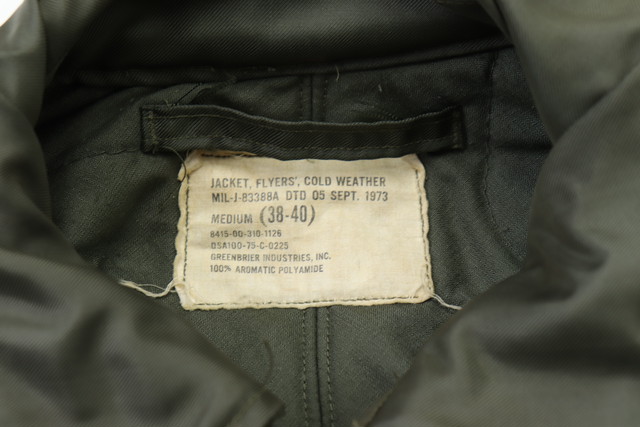 JACKET, FLYERS', COLD WEATHER
MIL-J-83388A DTD 05 SEPT. 1973
MEDIUM (38-40)
8415-00-310-1126
DSA100-75-C-0225
GREENBRIER INDUSTRIES, INC.
100% AROMATIC POLYAMIDE